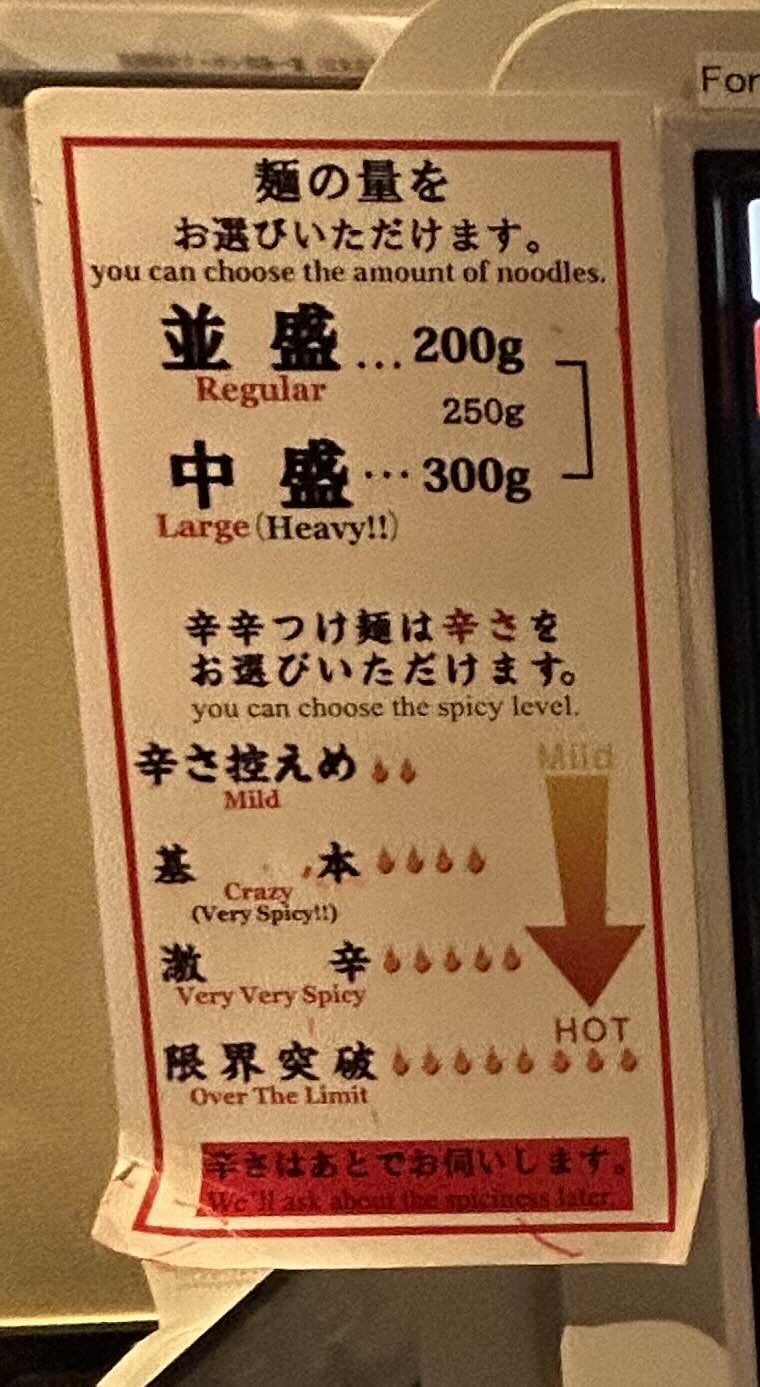 For
麺の量を
お選びいただけます。
you can choose the amount of noodles.
並 盛 … 200g
Regular
250g
中 盛 … 300g
Large (Heavy!!)
辛辛つけ麺は辛さを
お選びいただけます。
you can choose the spicy level.
Mild
辛さ控えめ
Mild
基 本
Crazy
(Very Spicy!!)
激 辛
Very Very Spicy
HOT
限界突破
Over The Limit
辛さはあとでお伺いします。
We'll ask about the spiciness later.